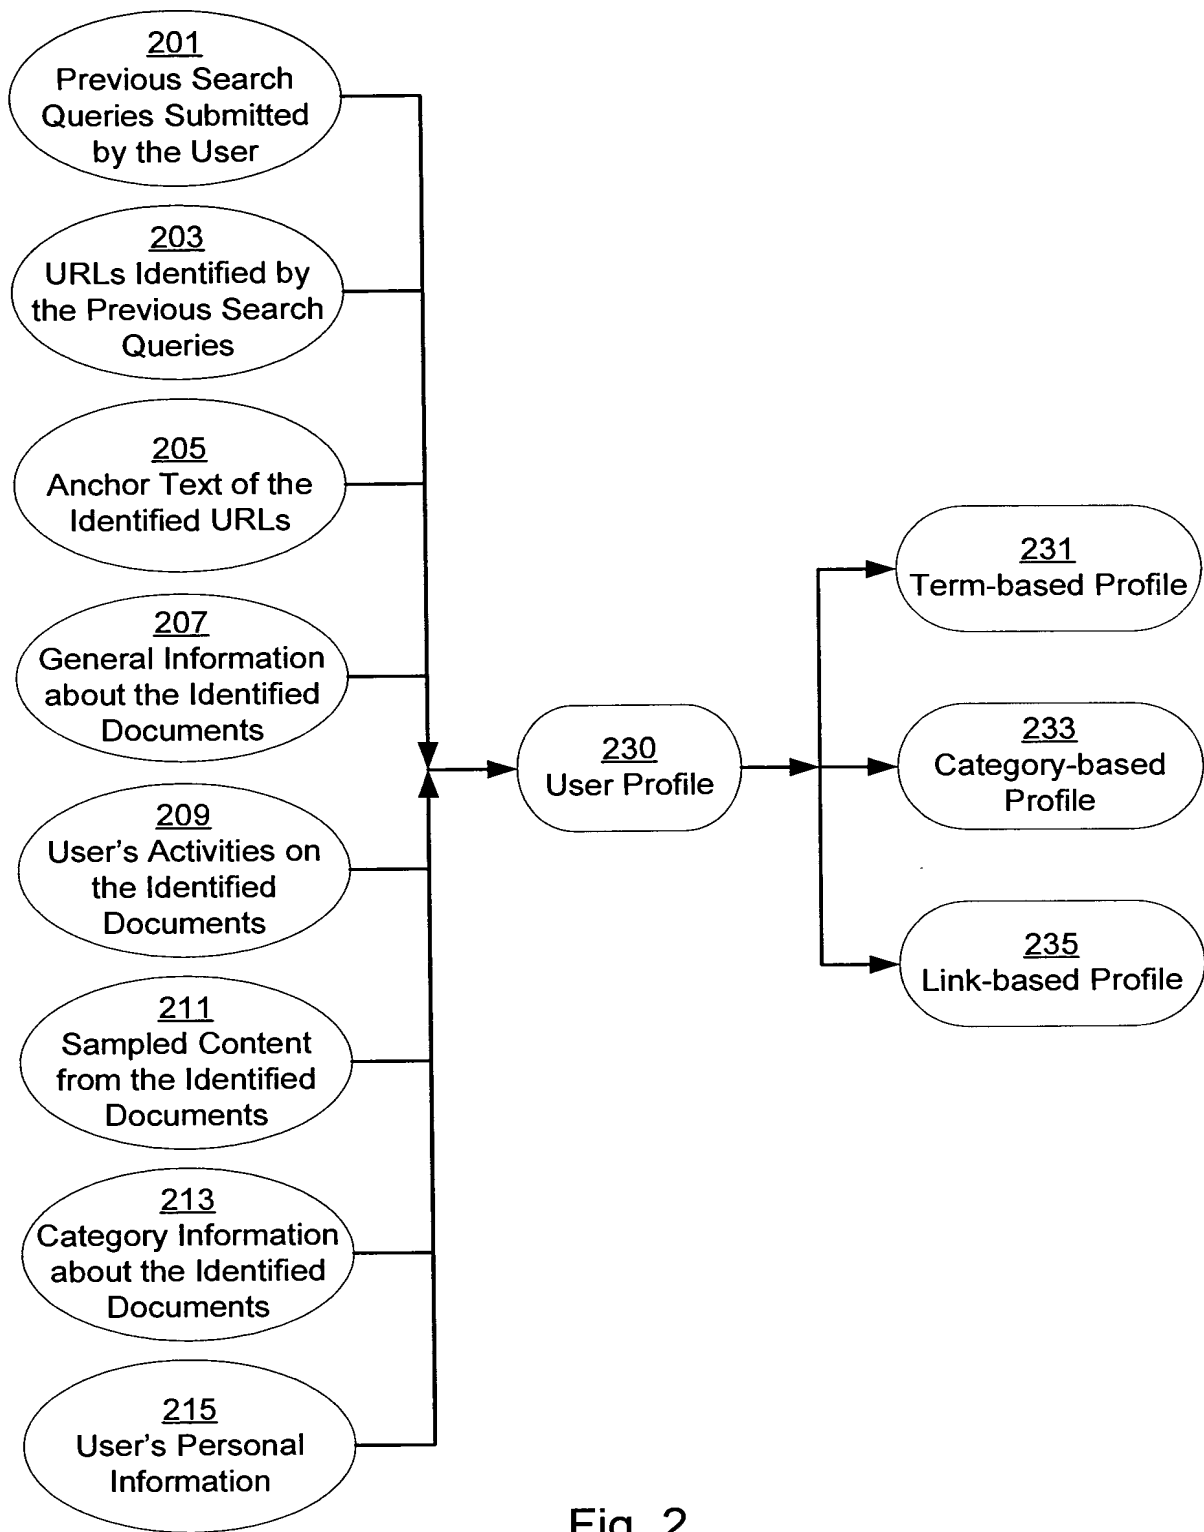 201
Previous Search
Queries Submitted
by the User
203
URLs Identified by
the Previous Search
Queries
205
Anchor Text of the
Identified URLs
207
General Information
about the Identified
Documents
209
User's Activities on
the Identified
Documents
211
Sampled Content
from the Identified
Documents
213
Category Information
about the Identified
Documents
215
User's Personal
Information
230
User Profile
231
Term-based Profile
233
Category-based
Profile
235
Link-based Profile
Fig. 2